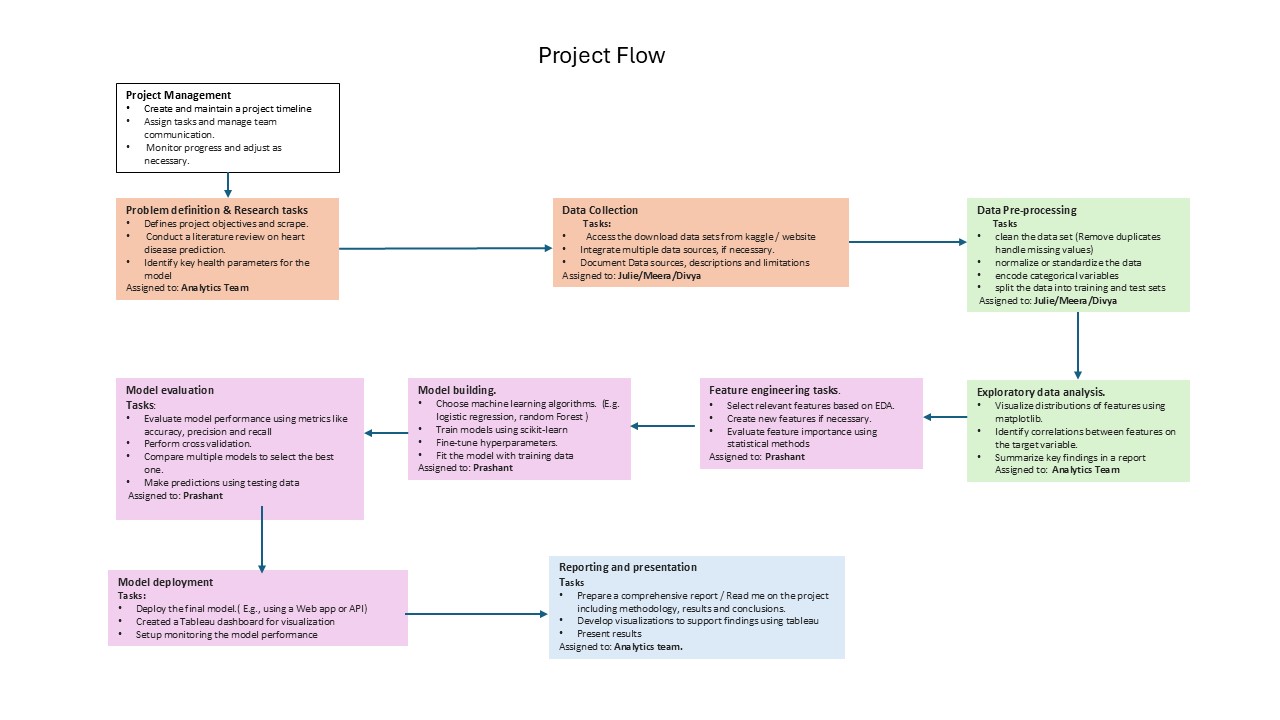 Project Flow
Project Management
• Create and maintain a project timeline
• Assign tasks and manage team
communication.
• Monitor progress and adjust as
necessary.
Problem definition & Research tasks
• Defines project objectives and scrape.
• Conduct a literature review on heart
disease prediction.
• Identify key health parameters for the
model
Assigned to: Analytics Team
Data Collection
Tasks:
• Access the download data sets from kaggle / website
• Integrate multiple data sources, if necessary.
• Document Data sources, descriptions and limitations
Assigned to: Julie/Meera/Divya
Data Pre-processing
Tasks
• clean the data set (Remove duplicates
handle missing values)
• normalize or standardize the data
• encode categorical variables
• split the data into training and test sets
Assigned to: Julie/Meera/Divya
Model evaluation
Tasks:
• Evaluate model performance using metrics like
accuracy, precision and recall
• Perform cross validation.
• Compare multiple models to select the best
one.
• Make predictions using testing data
Assigned to: Prashant
Model building.
• Choose machine learning algorithms. (E.g.
logistic regression, random Forest )
• Train models using scikit-learn
• Fine-tune hyperparameters.
• Fit the model with training data
Assigned to: Prashant
Feature engineering tasks.
• Select relevant features based on EDA.
• Create new features if necessary.
• Evaluate feature importance using
statistical methods
Assigned to: Prashant
Exploratory data analysis.
• Visualize distributions of features using
matplotlib.
• Identify correlations between features on
the target variable.
• Summarize key findings in a report
Assigned to: Analytics Team
Model deployment
Tasks:
• Deploy the final model.( E.g., using a Web app or API)
• Created a Tableau dashboard for visualization
• Setup monitoring the model performance
Reporting and presentation
Tasks
• Prepare a comprehensive report / Read me on the project
including methodology, results and conclusions.
• Develop visualizations to support findings using tableau
• Present results
Assigned to: Analytics team.